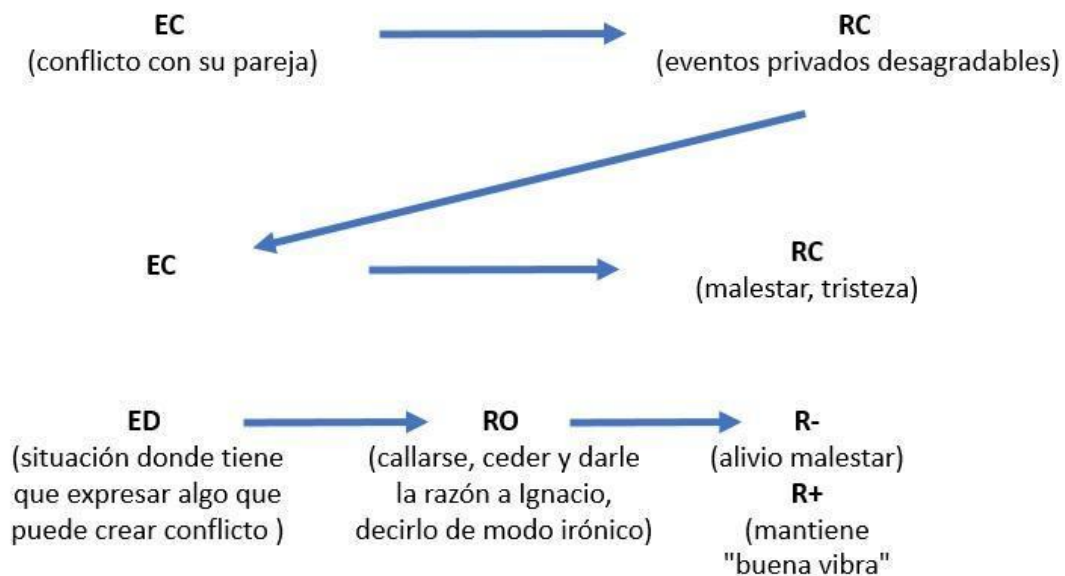 EC
(conflicto con su pareja)
RC
(eventos privados desagradables)
EC
RC
(malestar, tristeza)
ED
(situación donde tiene
que expresar algo que
puede crear conflicto )
RO
(callarse, ceder y darle
la razón a Ignacio,
decirlo de modo irónico)
R-
(alivio malestar)
R+
(mantiene
"buena vibra"